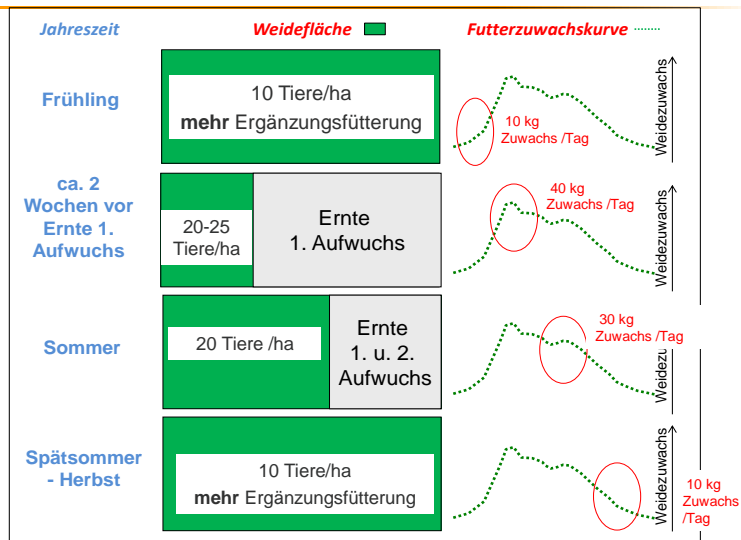 Jahreszeit
Weidefläche
Futterzuwachskurve
Frühling
10 Tiere/ha
mehr Ergänzungsfütterung
10 kg
Zuwachs /Tag
Weidezuwachs
ca. 2
Wochen vor
Ernte 1.
Aufwuchs
20-25
Tiere/ha
Ernte
1. Aufwuchs
40 kg
Zuwachs /Tag
Weidezuwachs
Sommer
20 Tiere /ha
Ernte
1. u. 2.
Aufwuchs
30 kg
Zuwachs /Tag
Spätsommer
- Herbst
10 Tiere/ha
mehr Ergänzungsfütterung
10 kg
Zuwachs
/Tag
Weidezuwachs